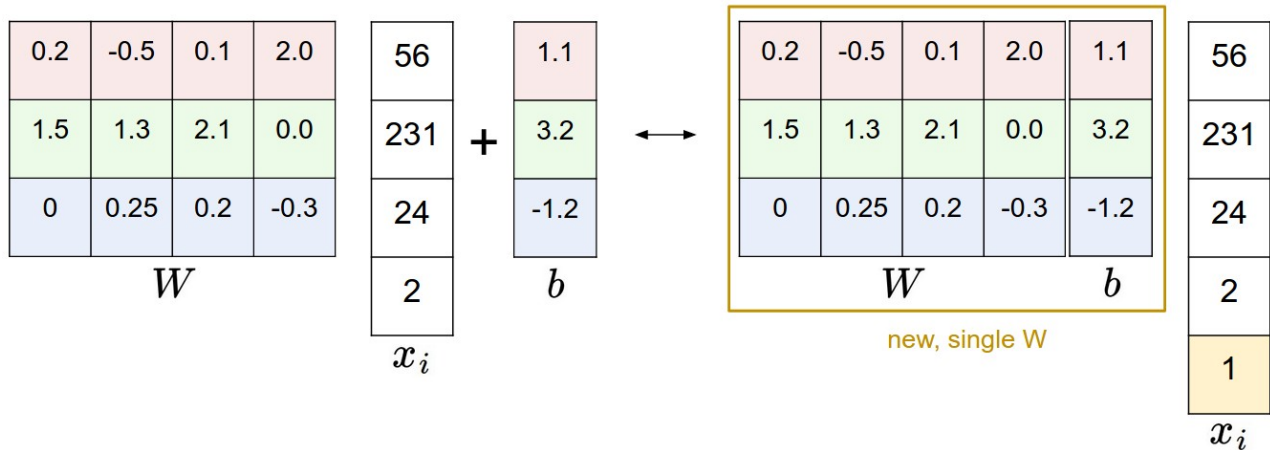 0.2 -0.5 0.1 2.0 56 1.1 0.2 -0.5 0.1 2.0 1.1 56
1.5 1.3 2.1 0.0 231 + 3.2 1.5 1.3 2.1 0.0 3.2 231
0 0.25 0.2 -0.3 24 -1.2 0 0.25 0.2 -0.3 -1.2 24
W 2 b W b 2
new, single W
x_i 1
x_i